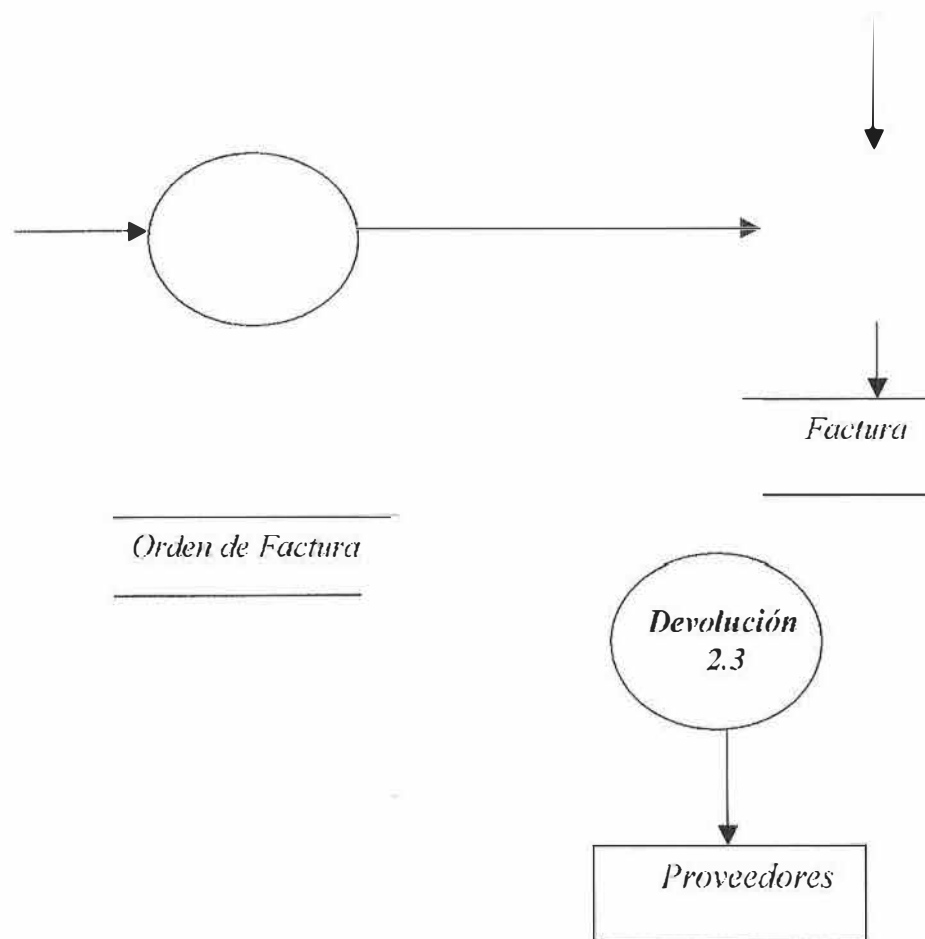 Factura
Orden de Factura
Devolución
2.3
Proveedores